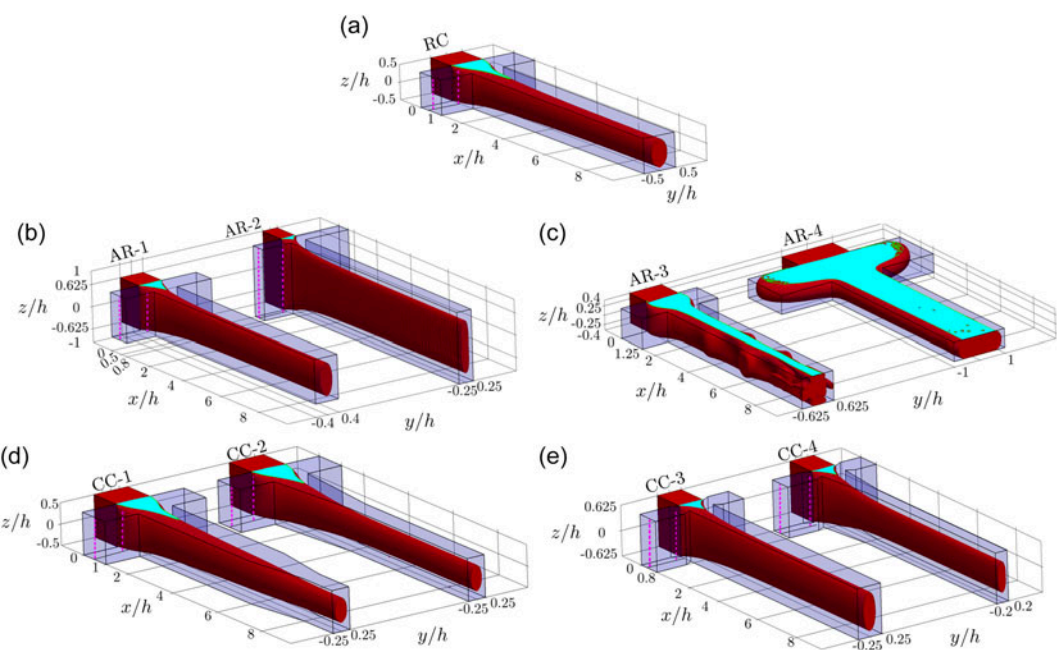 (a)
RC
0.5
z/h 0
-0.5
0
1
2
4
6
8
x/h
-0.5 0.5
y/h
(b)
AR-1
AR-2
1
0.625
z/h 0
-0.625
-1
0
0.5
0.8
2
4
6
8
x/h
-0.4 0.4
-0.25 0.25
y/h
(c)
AR-3
AR-4
0.4
0.25
z/h
-0.25
-0.4
0
1.25
2
4
6
8
x/h
-0.625 0.625
-1 1
y/h
(d)
CC-1
CC-2
0.5
z/h 0
-0.5
0
1
2
4
6
8
x/h
-0.25 0.25
-0.25 0.25
y/h
(e)
CC-3
CC-4
0.625
z/h 0
-0.625
0
0.8
2
4
6
8
x/h
-0.25 0.25
-0.2 0.2
y/h